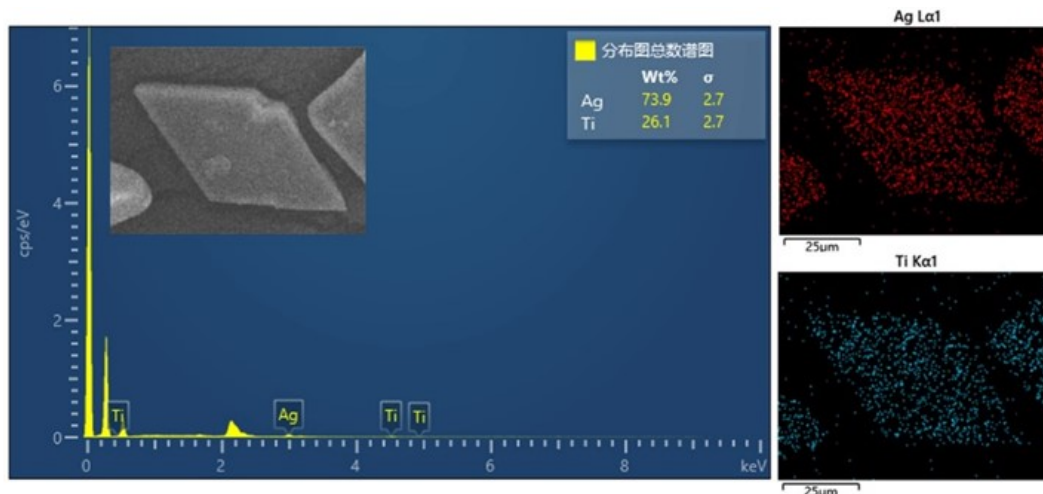 分布图总数谱图
Wt% σ
Ag 73.9 2.7
Ti 26.1 2.7
cps/eV
6
4
2
0
Ti
Ag
Ti
Ti
0 2 4 6 8 keV
Ag Lα1
25μm
Ti Kα1
25μm